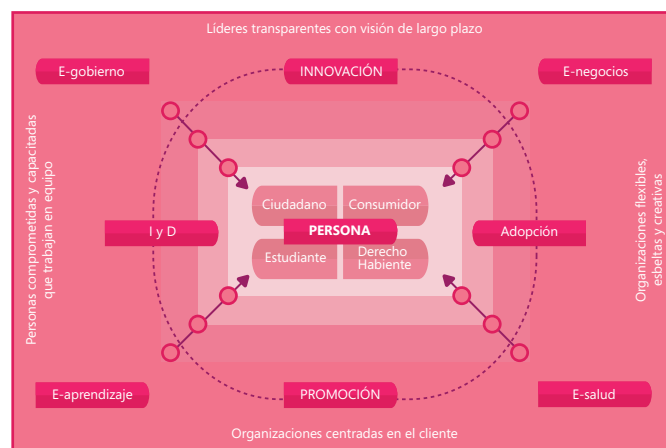 Líderes transparentes con visión de largo plazo
E-gobierno
INNOVACIÓN
E-negocios
Personas comprometidas y capacitadas
que trabajan en equipo
Ciudadano
Consumidor
I y D
PERSONA
Adopción
Estudiante
Derecho
Habiente
Organizaciones flexibles,
esbeltas y creativas
E-aprendizaje
PROMOCIÓN
E-salud
Organizaciones centradas en el cliente